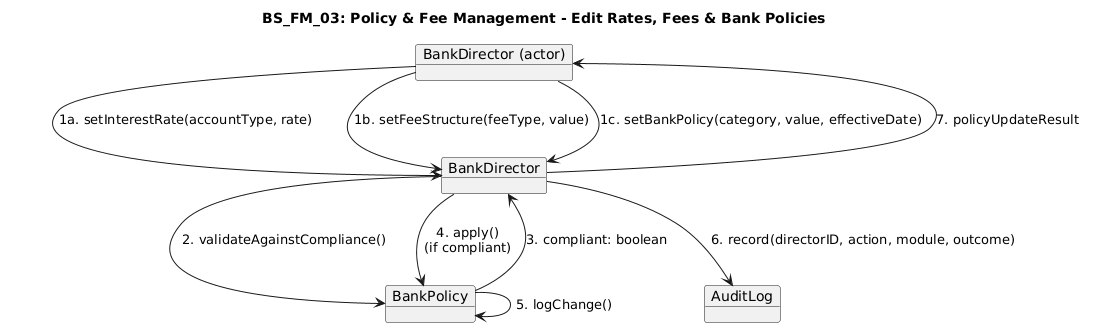 BS_FM_03: Policy & Fee Management - Edit Rates, Fees & Bank Policies
BankDirector (actor)
1a. setInterestRate(accountType, rate)
1b. setFeeStructure(feeType, value)
1c. setBankPolicy(category, value, effectiveDate)
7. policyUpdateResult
BankDirector
2. validateAgainstCompliance()
4. apply()
(if compliant)
3. compliant: boolean
6. record(directorID, action, module, outcome)
BankPolicy
5. logChange()
AuditLog